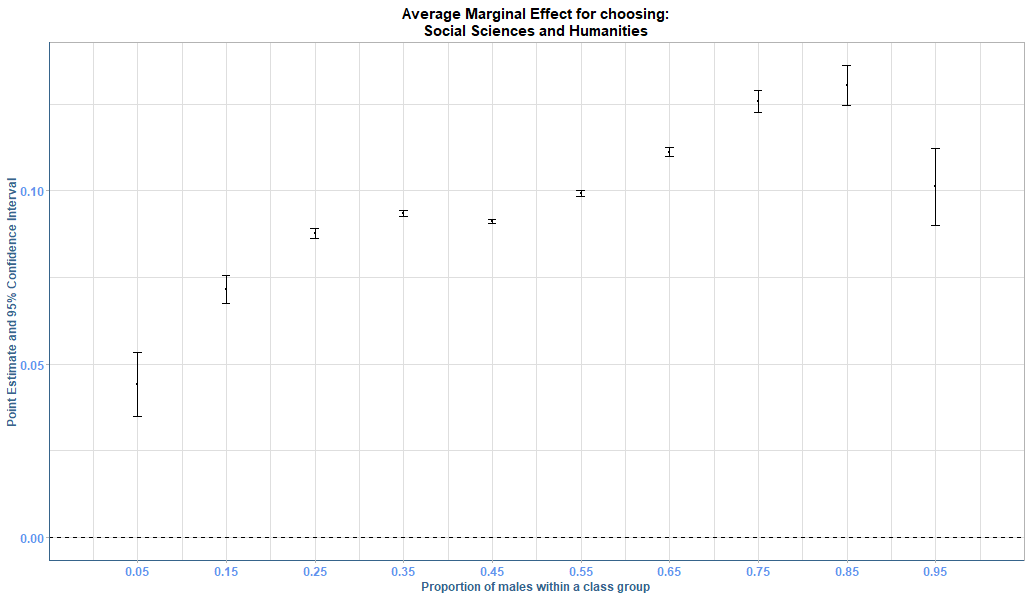 Average Marginal Effect for choosing:
Social Sciences and Humanities
Point Estimate and 95% Confidence Interval
0.10
0.05
0.00
0.05 0.15 0.25 0.35 0.45 0.55 0.65 0.75 0.85 0.95
Proportion of males within a class group